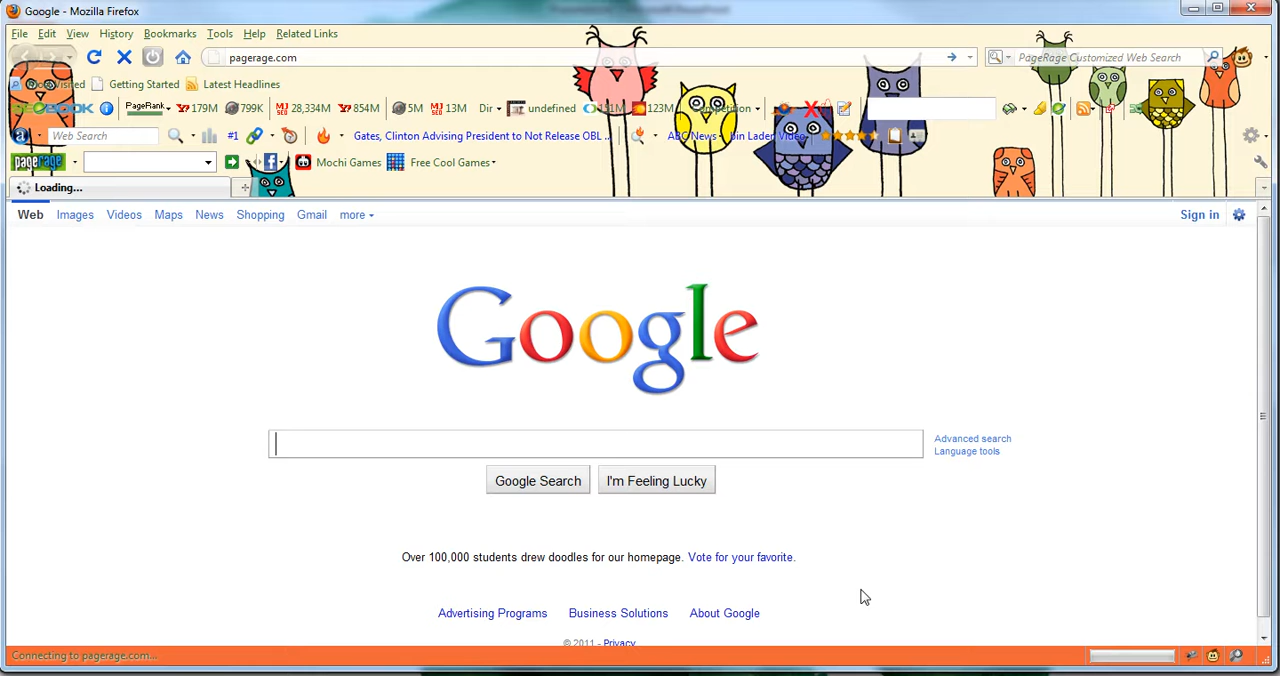 Google - Mozilla Firefox
File Edit View History Bookmarks Tools Help Related Links
pagerage.com PageRage Customized Web Search
Visited Getting Started Latest Headlines
BOOK PageRank 179M 799K 28,334M 854M 5M 13M Dir undefined 151M 123M Competition
Web Search #1 Gates, Clinton Advising President to Not Release OBL ... ABC News - bin Laden Video
pagerage Mochi Games Free Cool Games
Loading...
Web Images Videos Maps News Shopping Gmail more Sign in
Google
Advanced search
Language tools
Google Search I'm Feeling Lucky
Over 100,000 students drew doodles for our homepage. Vote for your favorite.
Advertising Programs Business Solutions About Google
© 2011 - Privacy
Connecting to pagerage.com...